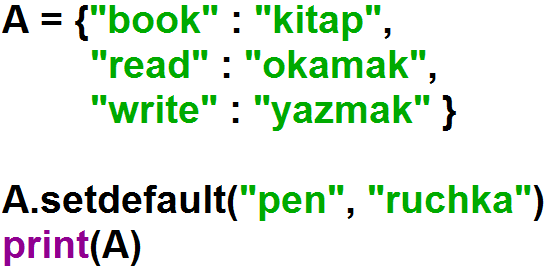 A = {"book" : "kitap",
"read" : "okamak",
"write" : "yazmak" }
A.setdefault("pen", "ruchka")
print(A)